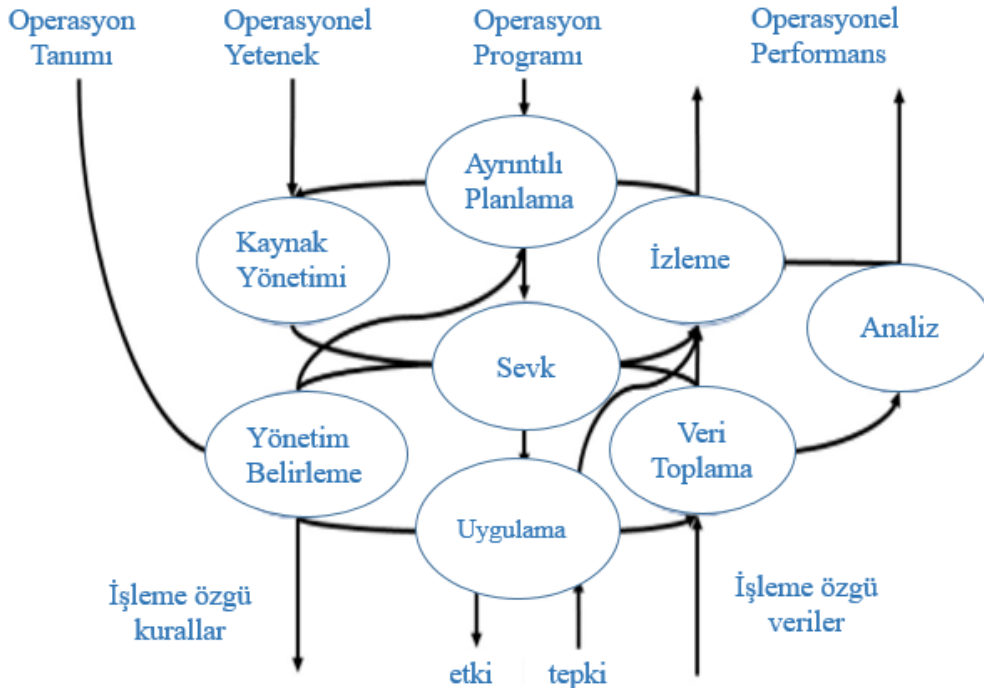 Operasyon
Tanımı
Operasyonel
Yetenek
Operasyon
Programı
Operasyonel
Performans
Ayrıntılı
Planlama
Kaynak
Yönetimi
İzleme
Analiz
Sevk
Yönetim
Belirleme
Veri
Toplama
Uygulama
İşleme özgü
kurallar
İşleme özgü
veriler
etki
tepki